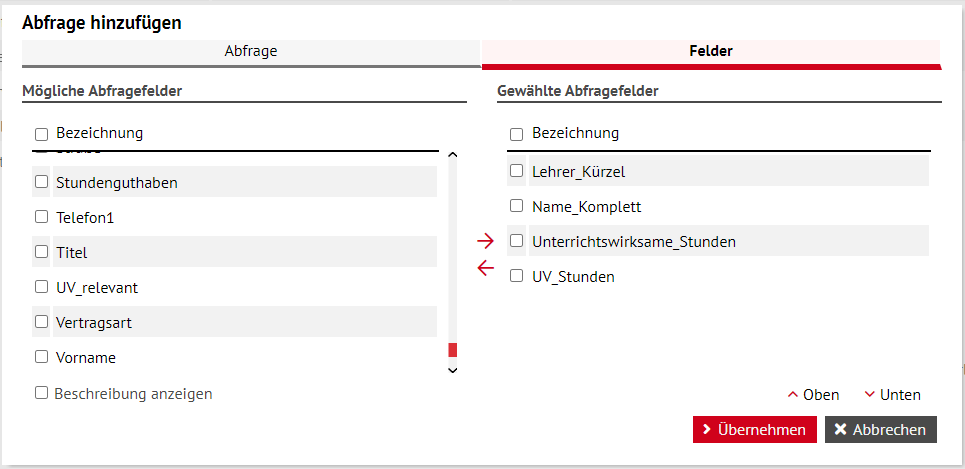 Abfrage hinzufügen
Abfrage
Felder
Mögliche Abfragefelder
Bezeichnung
Stundenguthaben
Telefon1
Titel
UV_relevant
Vertragsart
Vorname
Beschreibung anzeigen
Gewählte Abfragefelder
Bezeichnung
Lehrer_Kürzel
Name_Komplett
Unterrichtswirksame_Stunden
UV_Stunden
Oben
Unten
Übernehmen
Abbrechen